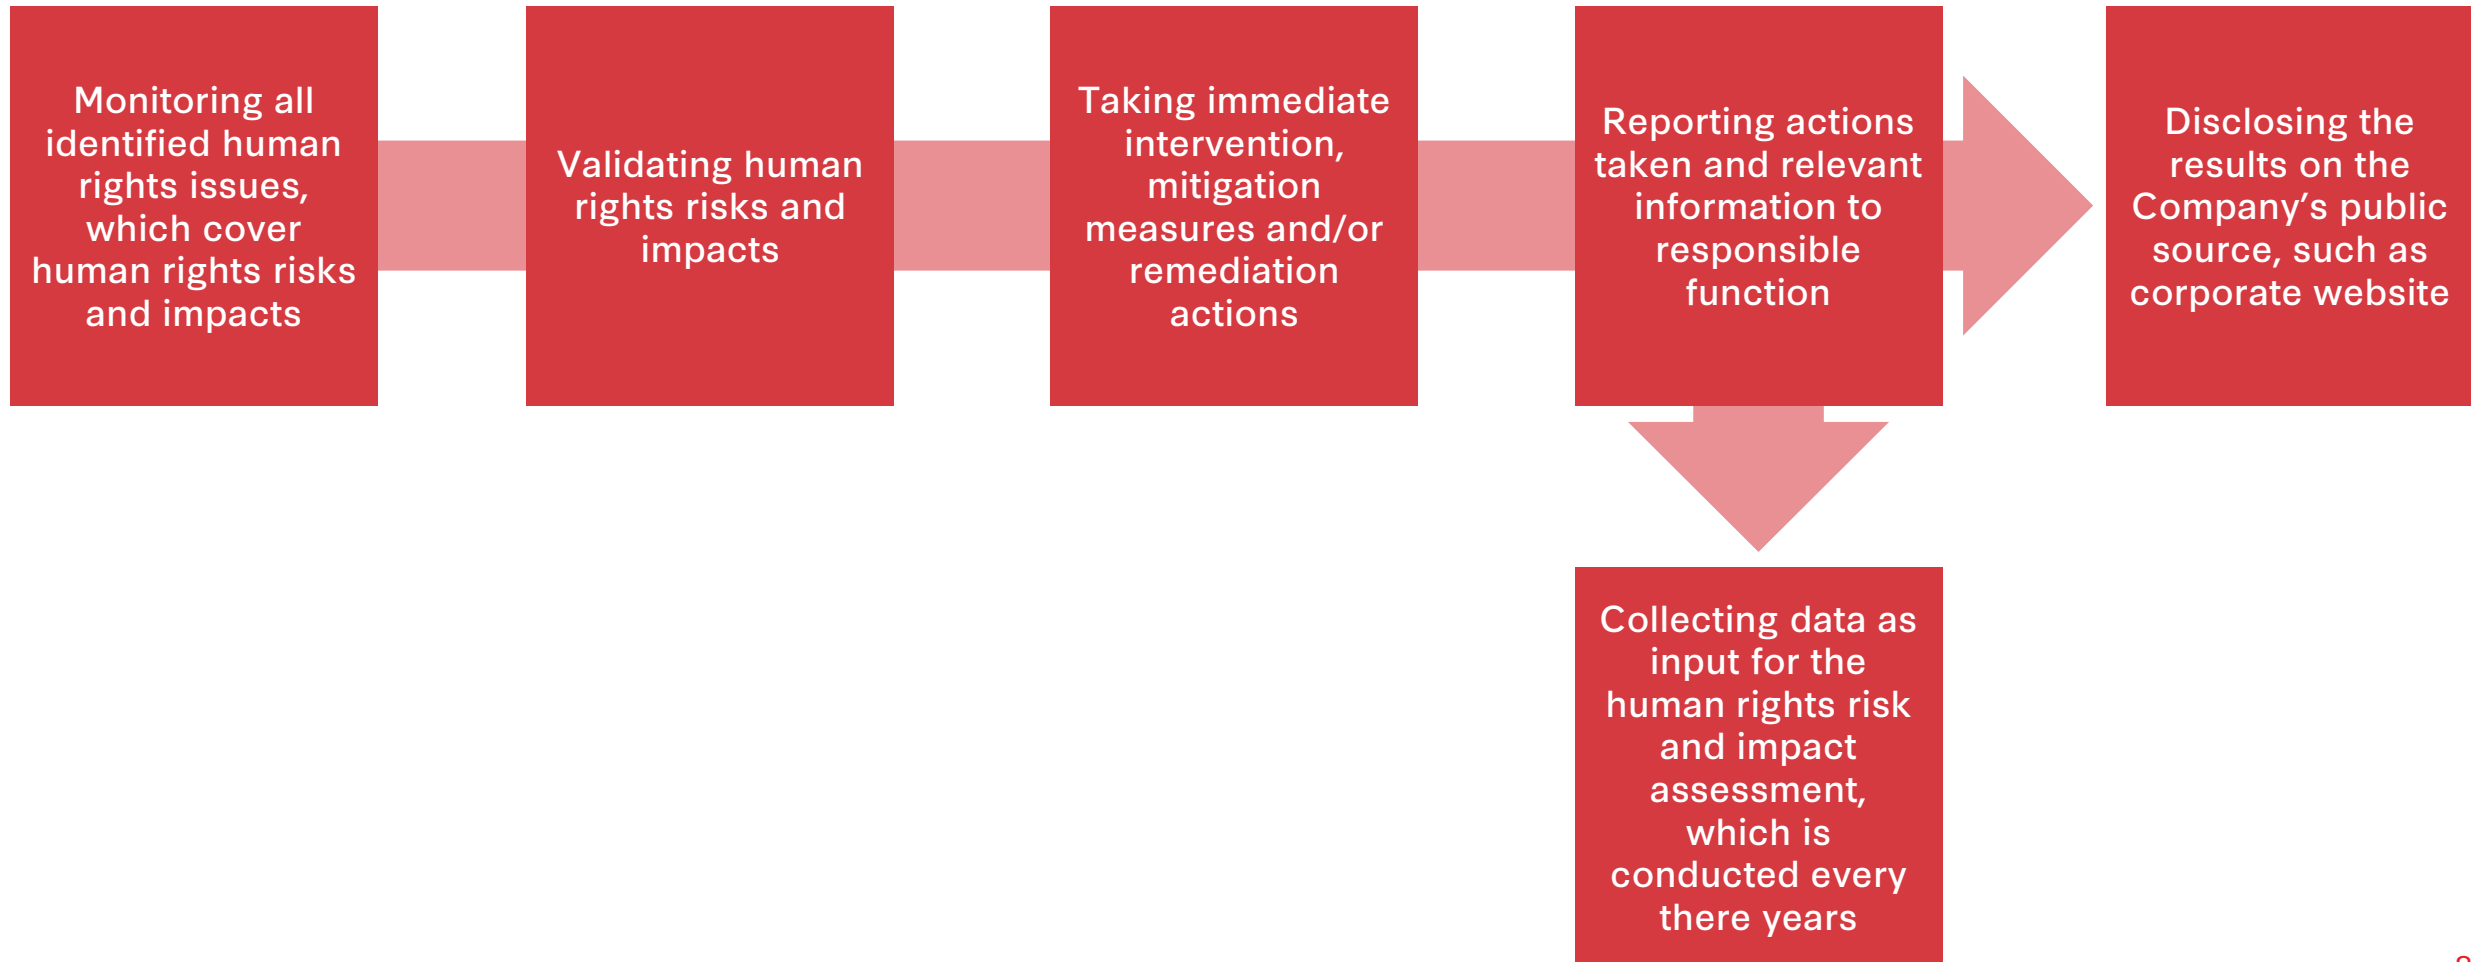 Monitoring all
identified human
rights issues,
which cover
human rights risks
and impacts
Validating human
rights risks and
impacts
Taking immediate
intervention,
mitigation
measures and/or
remediation
actions
Reporting actions
taken and relevant
information to
responsible
function
Disclosing the
results on the
Company’s public
source, such as
corporate website
Collecting data as
input for the
human rights risk
and impact
assessment,
which is
conducted every
there years